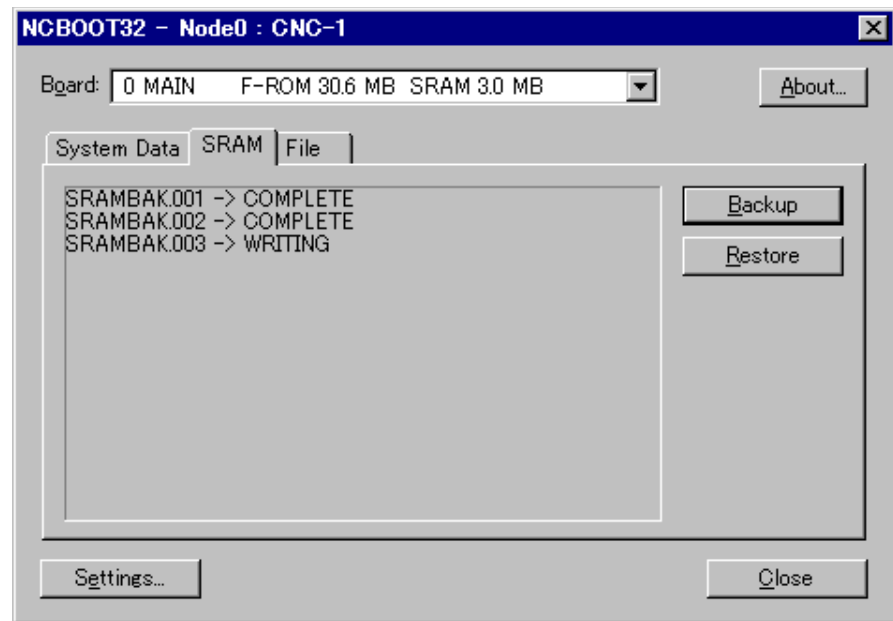 NCBOOT32 - Node0 : CNC-1
Board: 0 MAIN F-ROM 30.6 MB SRAM 3.0 MB About...
System Data SRAM File
SRAMBAK.001 -> COMPLETE
SRAMBAK.002 -> COMPLETE
SRAMBAK.003 -> WRITING
Backup
Restore
Settings... Close